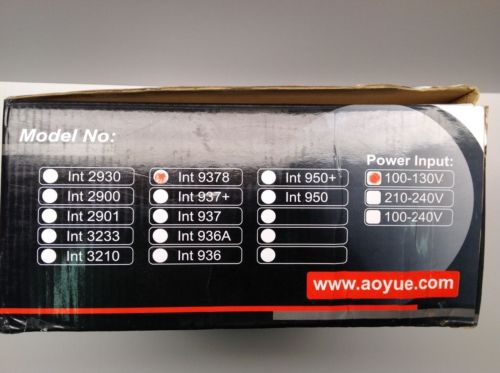 Model No:
Power Input:
Int 2930 Int 9378 Int 950+ 100-130V
Int 2900 Int 937+ Int 950 210-240V
Int 2901 Int 937 100-240V
Int 3233 Int 936A
Int 3210 Int 936
www.aoyue.com